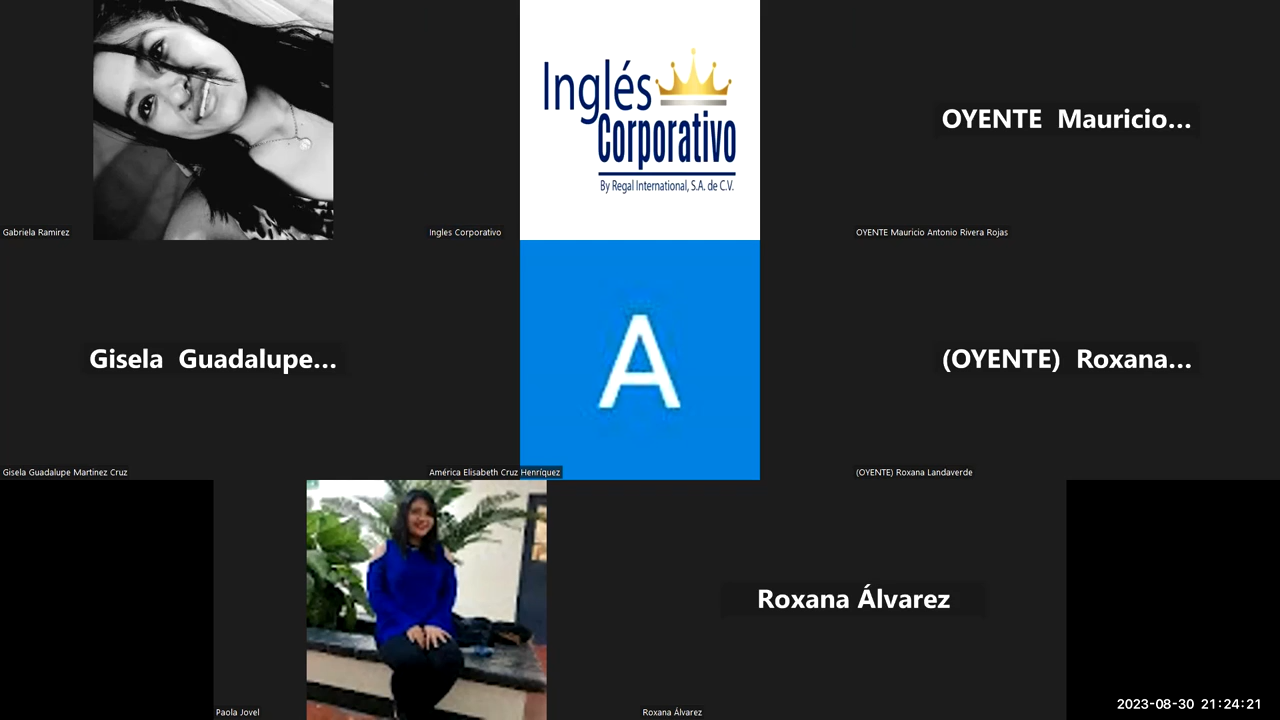 Inglés
Corporativo
By Regal International, S.A. de C.V.
OYENTE Mauricio...
Gabriela Ramirez
Ingles Corporativo
OYENTE Mauricio Antonio Rivera Rojas
Gisela Guadalupe...
A
(OYENTE) Roxana...
Gisela Guadalupe Martinez Cruz
América Elisabeth Cruz Henríquez
(OYENTE) Roxana Landaverde
Roxana Álvarez
Paola Jovel
Roxana Álvarez
2023-08-30 21:24:21